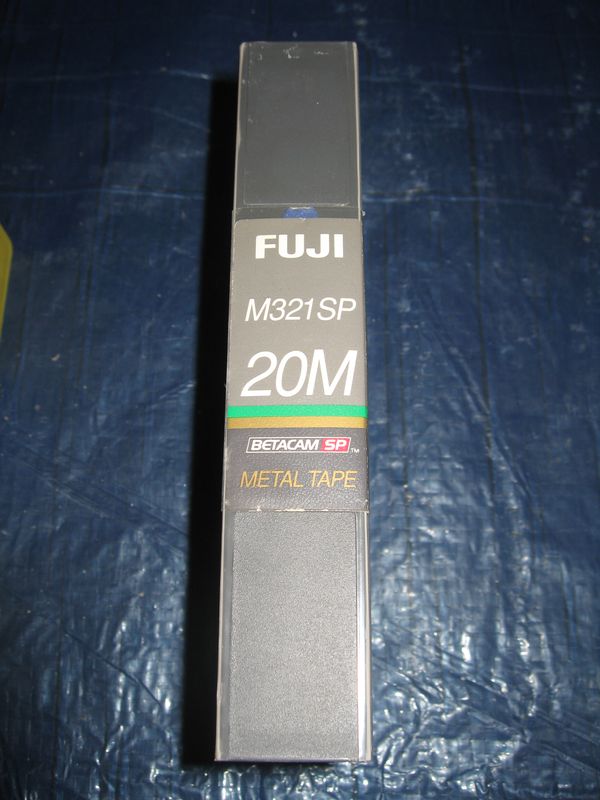 FUJI
M321SP
20M
BETACAM SP™
METAL TAPE